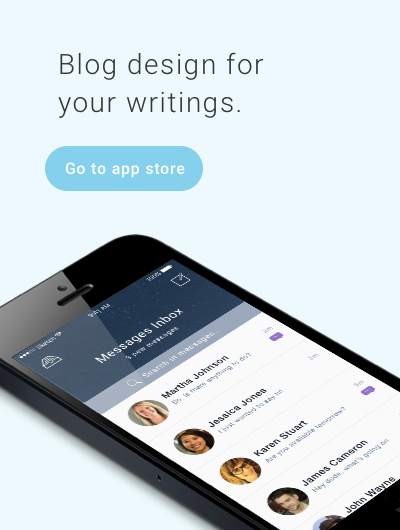 Blog design for
your writings.
Go to app store
9:41 AM
100%
Messages Inbox
5 new messages
Search in messages...
Martha Johnson
2m
So, is there anything to do?
Jessica Jones
2m
I just wanted to say hi!
Karen Stuart
5m
Are you available tomorrow?
James Cameron
Hey dude, what's going on
John Wayne